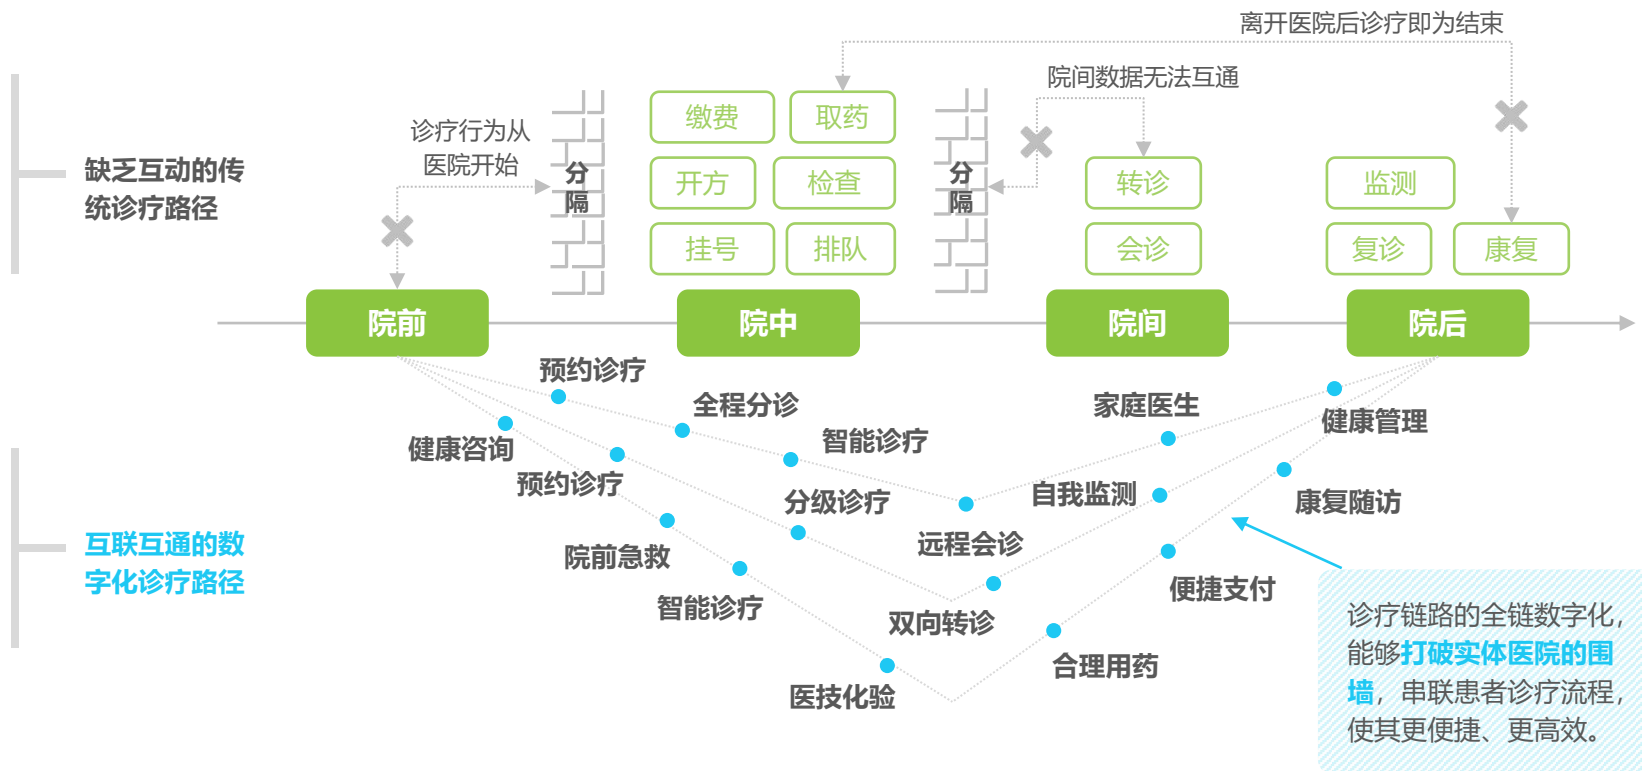 离开医院后诊疗即为结束
院间数据无法互通
诊疗行为从
医院开始
缺乏互动的传
统诊疗路径
分
隔
缴费
取药
开方
检查
挂号
排队
分
隔
转诊
会诊
监测
复诊
康复
院前
院中
院间
院后
预约诊疗
全程分诊
智能诊疗
家庭医生
健康管理
健康咨询
预约诊疗
分级诊疗
远程会诊
自我监测
康复随访
院前急救
智能诊疗
双向转诊
便捷支付
医技化验
合理用药
互联互通的数
字化诊疗路径
诊疗链路的全链数字化，
能够打破实体医院的围
墙，串联患者诊疗流程，
使其更便捷、更高效。